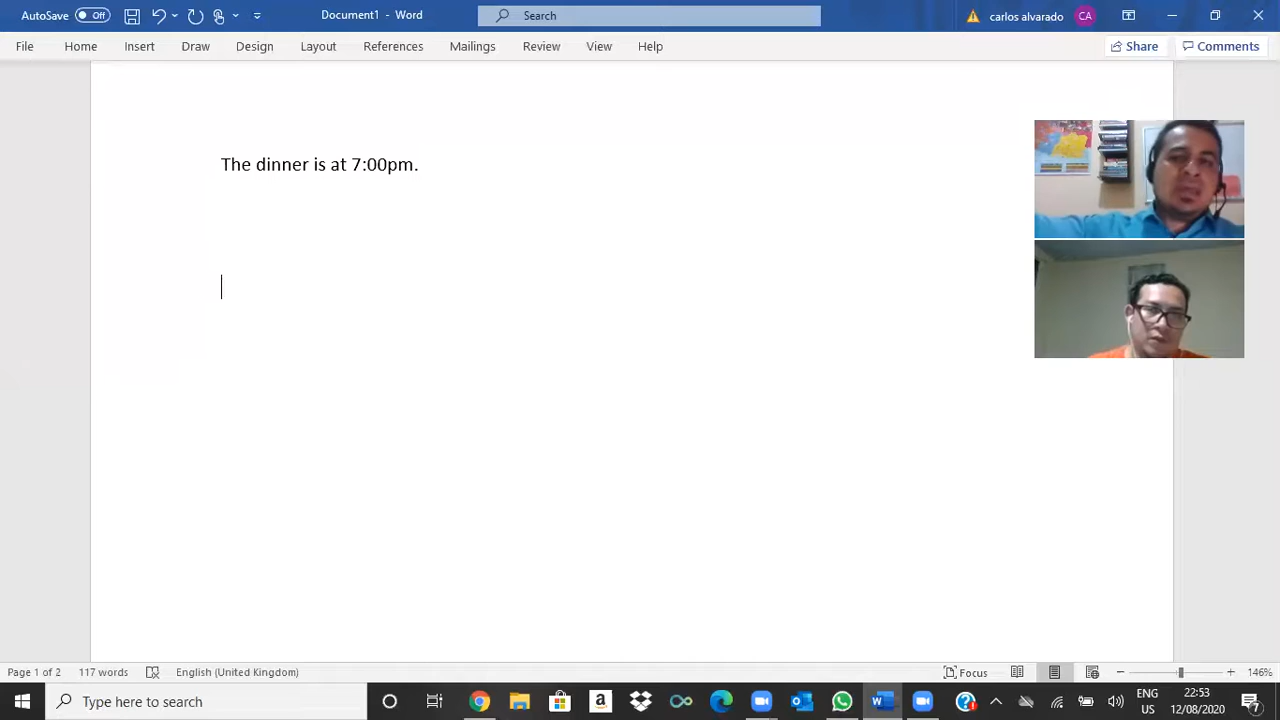 AutoSave Off Document1 - Word Search carlos alvarado CA
File Home Insert Draw Design Layout References Mailings Review View Help Share Comments
The dinner is at 7:00pm.
Page 1 of 2 117 words English (United Kingdom) Focus 146%
Type here to search ENG 22:53
US 12/08/2020 7